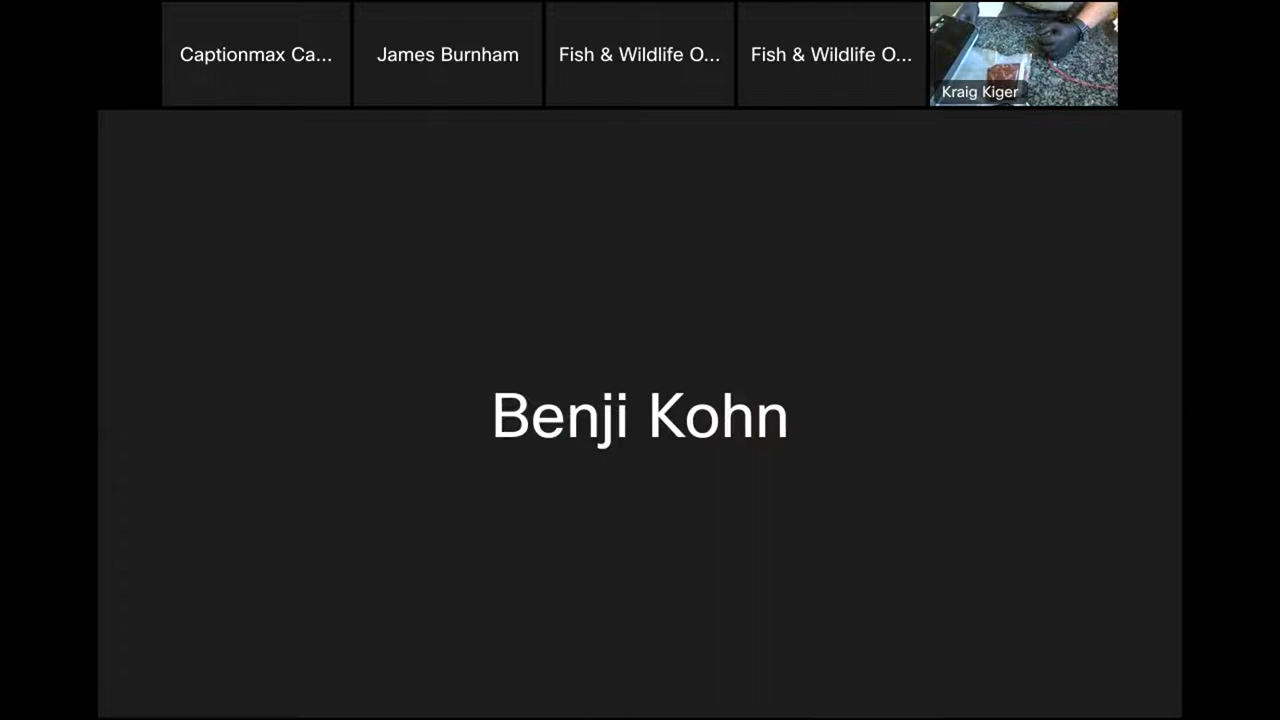 Captionmax Ca...
James Burnham
Fish & Wildlife O...
Fish & Wildlife O...
Kraig Kiger
Benji Kohn